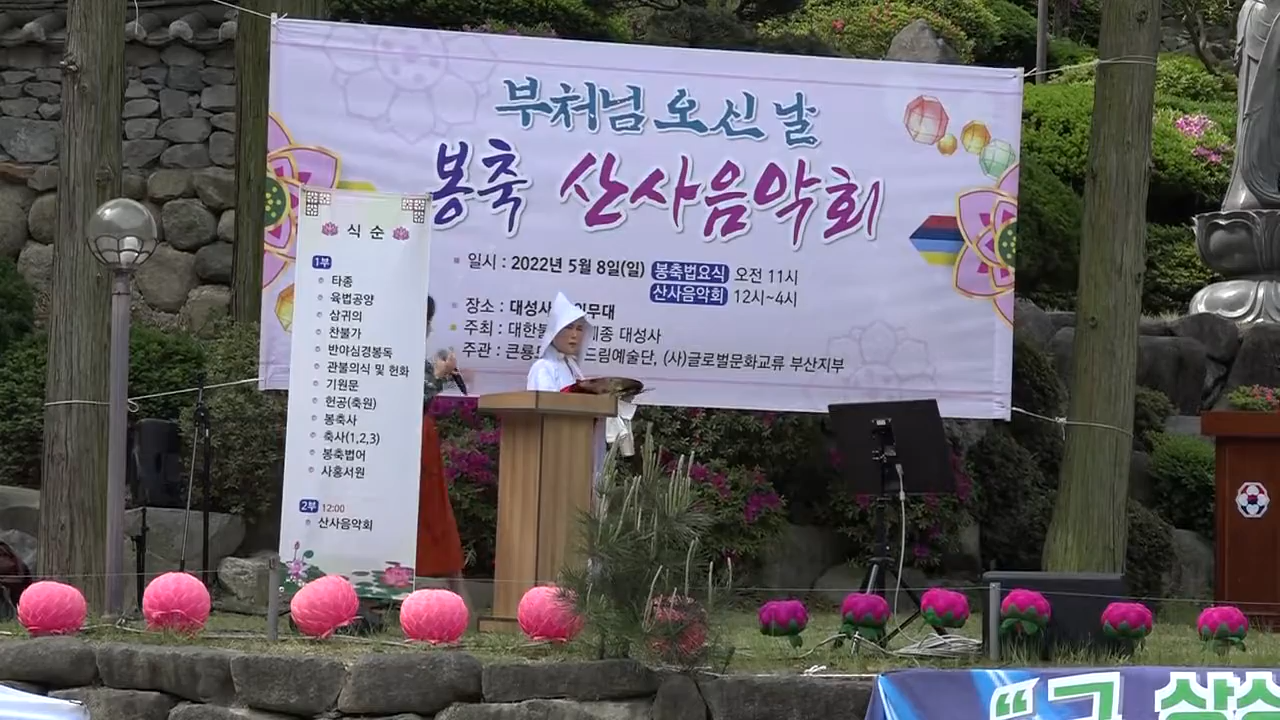 부처님 오신 날
봉축 산사음악회
일시 : 2022년 5월 8일(일) 봉축법요식 오전 11시
산사음악회 12시~4시
장소 : 대성사
주최 : 대한불 대성사
주관 : 큰룡 드림예술단, (사)글로벌문화교류 부산지부
식 순
1부
타종
육법공양
삼귀의
찬불가
반야심경봉독
관불의식 및 헌화
기원문
헌공(축원)
봉축사
축사(1,2,3)
봉축법어
사홍서원
2부 12:00
산사음악회